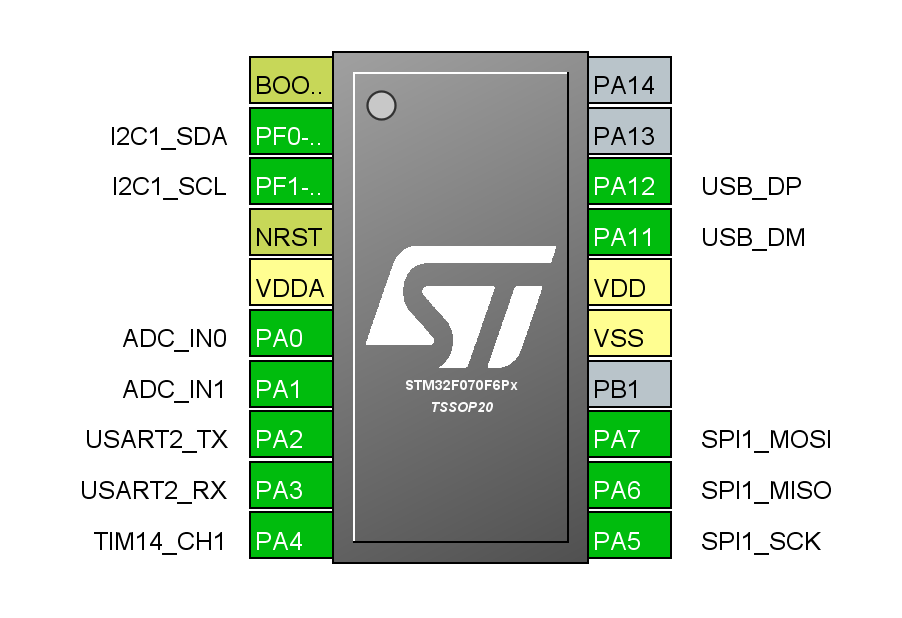 BOO.. PA14
I2C1_SDA PF0-.. PA13
I2C1_SCL PF1-.. PA12 USB_DP
NRST PA11 USB_DM
VDDA VDD
ADC_IN0 PA0 VSS
ADC_IN1 PA1 PB1
STM32F070F6Px
TSSOP20
USART2_TX PA2 PA7 SPI1_MOSI
USART2_RX PA3 PA6 SPI1_MISO
TIM14_CH1 PA4 PA5 SPI1_SCK